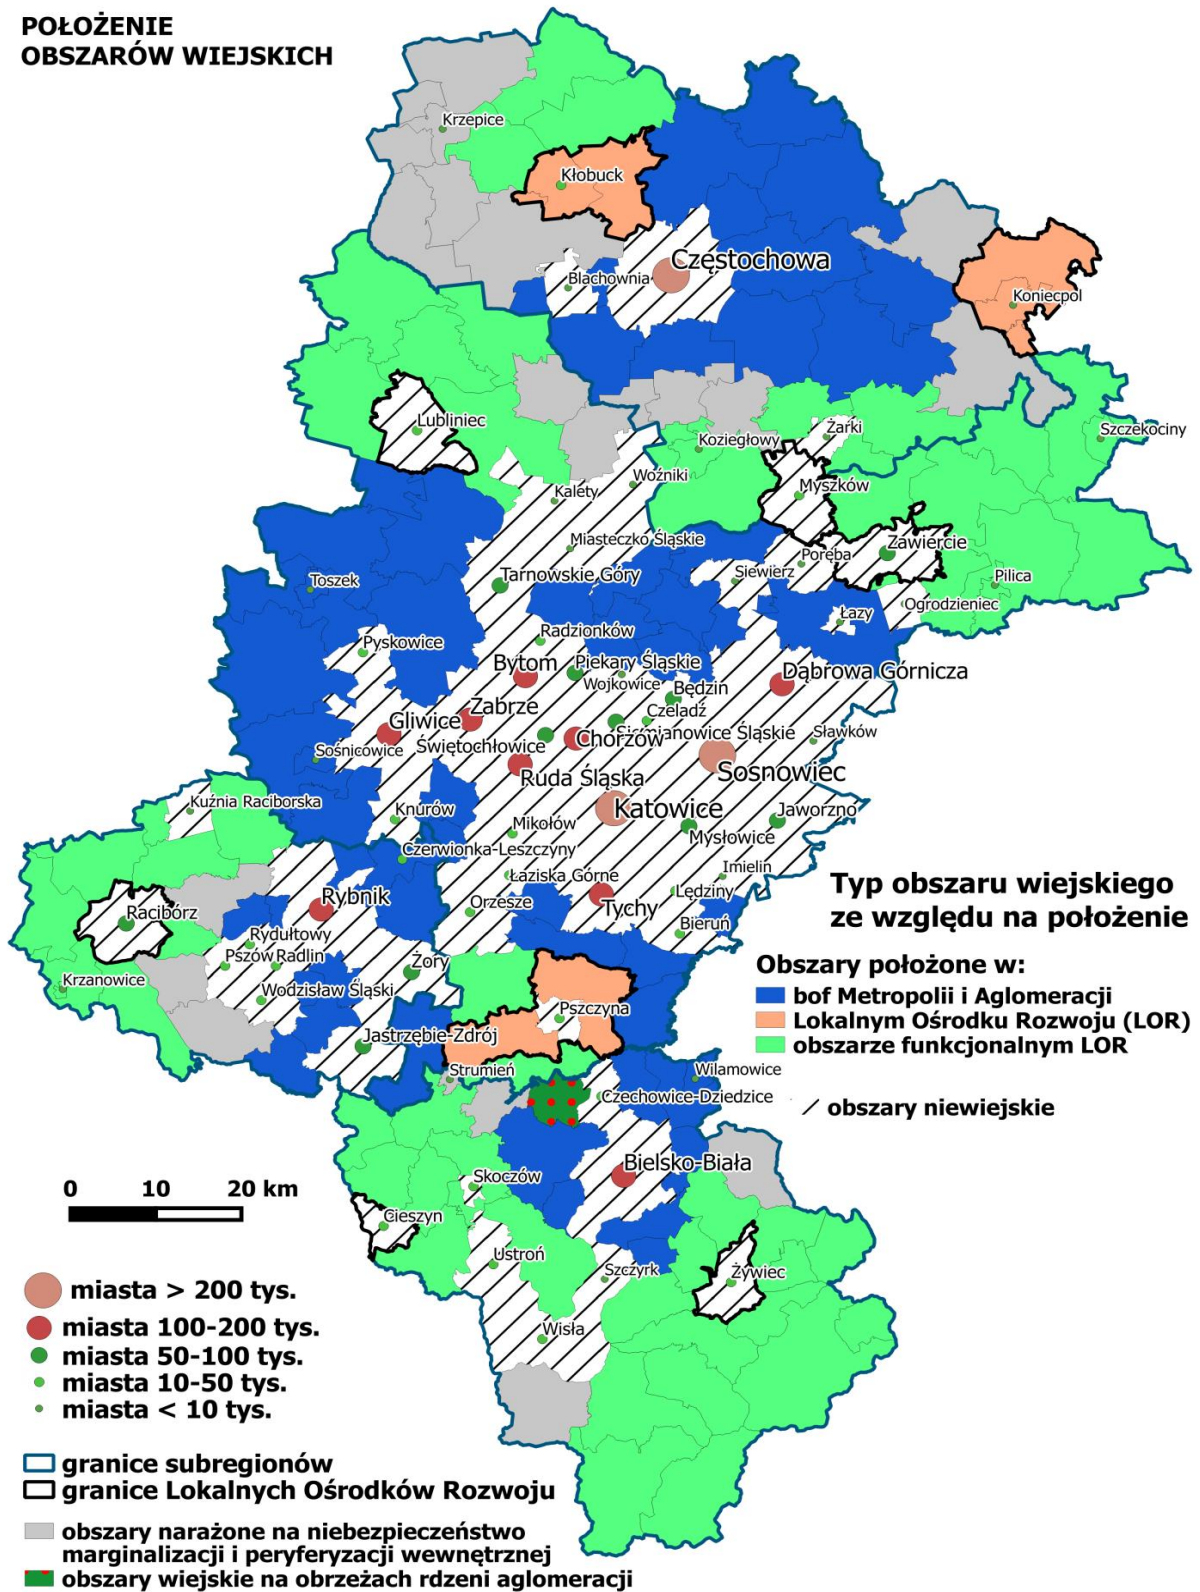 POŁOŻENIE
OBSZARÓW WIEJSKICH
Krzepice
Kłobuck
Częstochowa
Blachownia
Koniecpol
Lubliniec
Koziegłowy
Żarki
Szczekociny
Woźniki
Kalety
Myszków
Miasteczko Śląskie
Poręba
Zawiercie
Siewierz
Pilica
Toszek
Tarnowskie Góry
Łazy
Ogrodzieniec
Radzionków
Pyskowice
Bytom
Piekary Śląskie
Wojkowice
Dąbrowa Górnicza
Będzin
Zabrze
Czeladź
Gliwice
Świętochłowice
Chorzów
Siemianowice Śląskie
Sławków
Sośnicowice
Ruda Śląska
Sosnowiec
Kuźnia Raciborska
Knurów
Katowice
Jaworzno
Mikołów
Mysłowice
Czerwionka-Leszczyny
Imielin
Łaziska Górne
Lędziny
Rybnik
Orzesze
Tychy
Bieruń
Racibórz
Rydułtowy
Pszów
Radlin
Żory
Krzanowice
Wodzisław Śląski
Pszczyna
Jastrzębie-Zdrój
Strumień
Wilamowice
Czechowice-Dziedzice
Bielsko-Biała
Skoczów
Cieszyn
Ustroń
Szczyrk
Żywiec
Wisła
Typ obszaru wiejskiego
ze względu na położenie
Obszary położone w:
bof Metropolii i Aglomeracji
Lokalnym Ośrodku Rozwoju (LOR)
obszarze funkcjonalnym LOR
obszary niewiejskie
0 10 20 km
miasta > 200 tys.
miasta 100-200 tys.
miasta 50-100 tys.
miasta 10-50 tys.
miasta < 10 tys.
granice subregionów
granice Lokalnych Ośrodków Rozwoju
obszary narażone na niebezpieczeństwo
marginalizacji i peryferyzacji wewnętrznej
obszary wiejskie na obrzeżach rdzeni aglomeracji